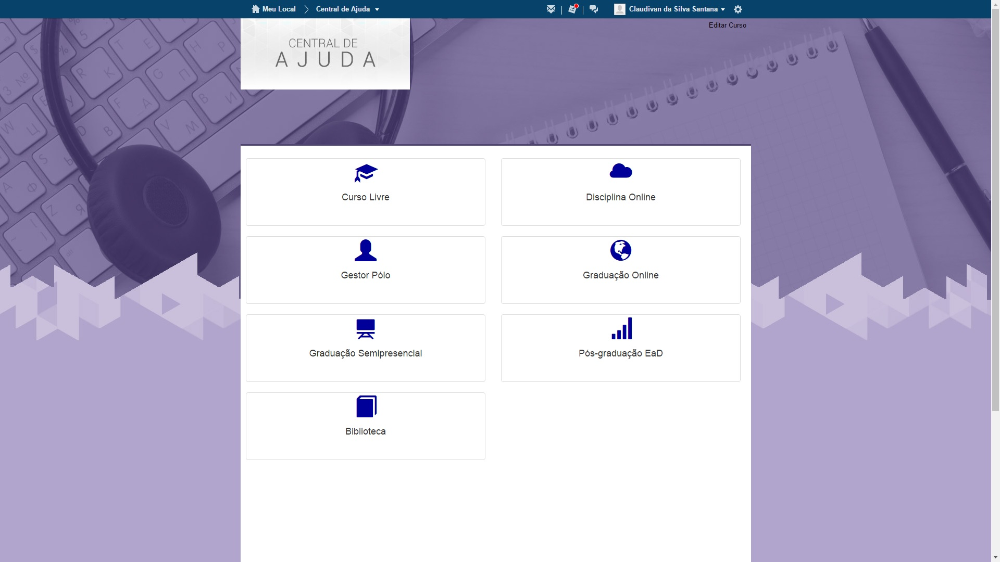 Meu Local
Central de Ajuda
Claudivan da Silva Santana
Editar Curso
CENTRAL DE
AJUDA
Curso Livre
Disciplina Online
Gestor Pólo
Graduação Online
Graduação Semipresencial
Pós-graduação EaD
Biblioteca